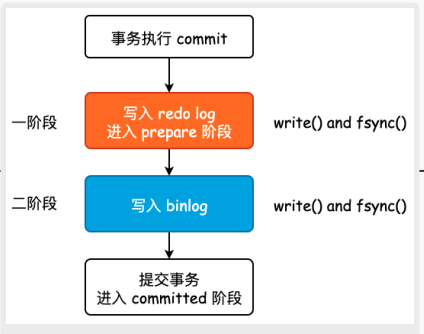 事务执行 commit
一阶段
写入 redo log
进入 prepare 阶段
write() and fsync()
二阶段
写入 binlog
write() and fsync()
提交事务
进入 committed 阶段